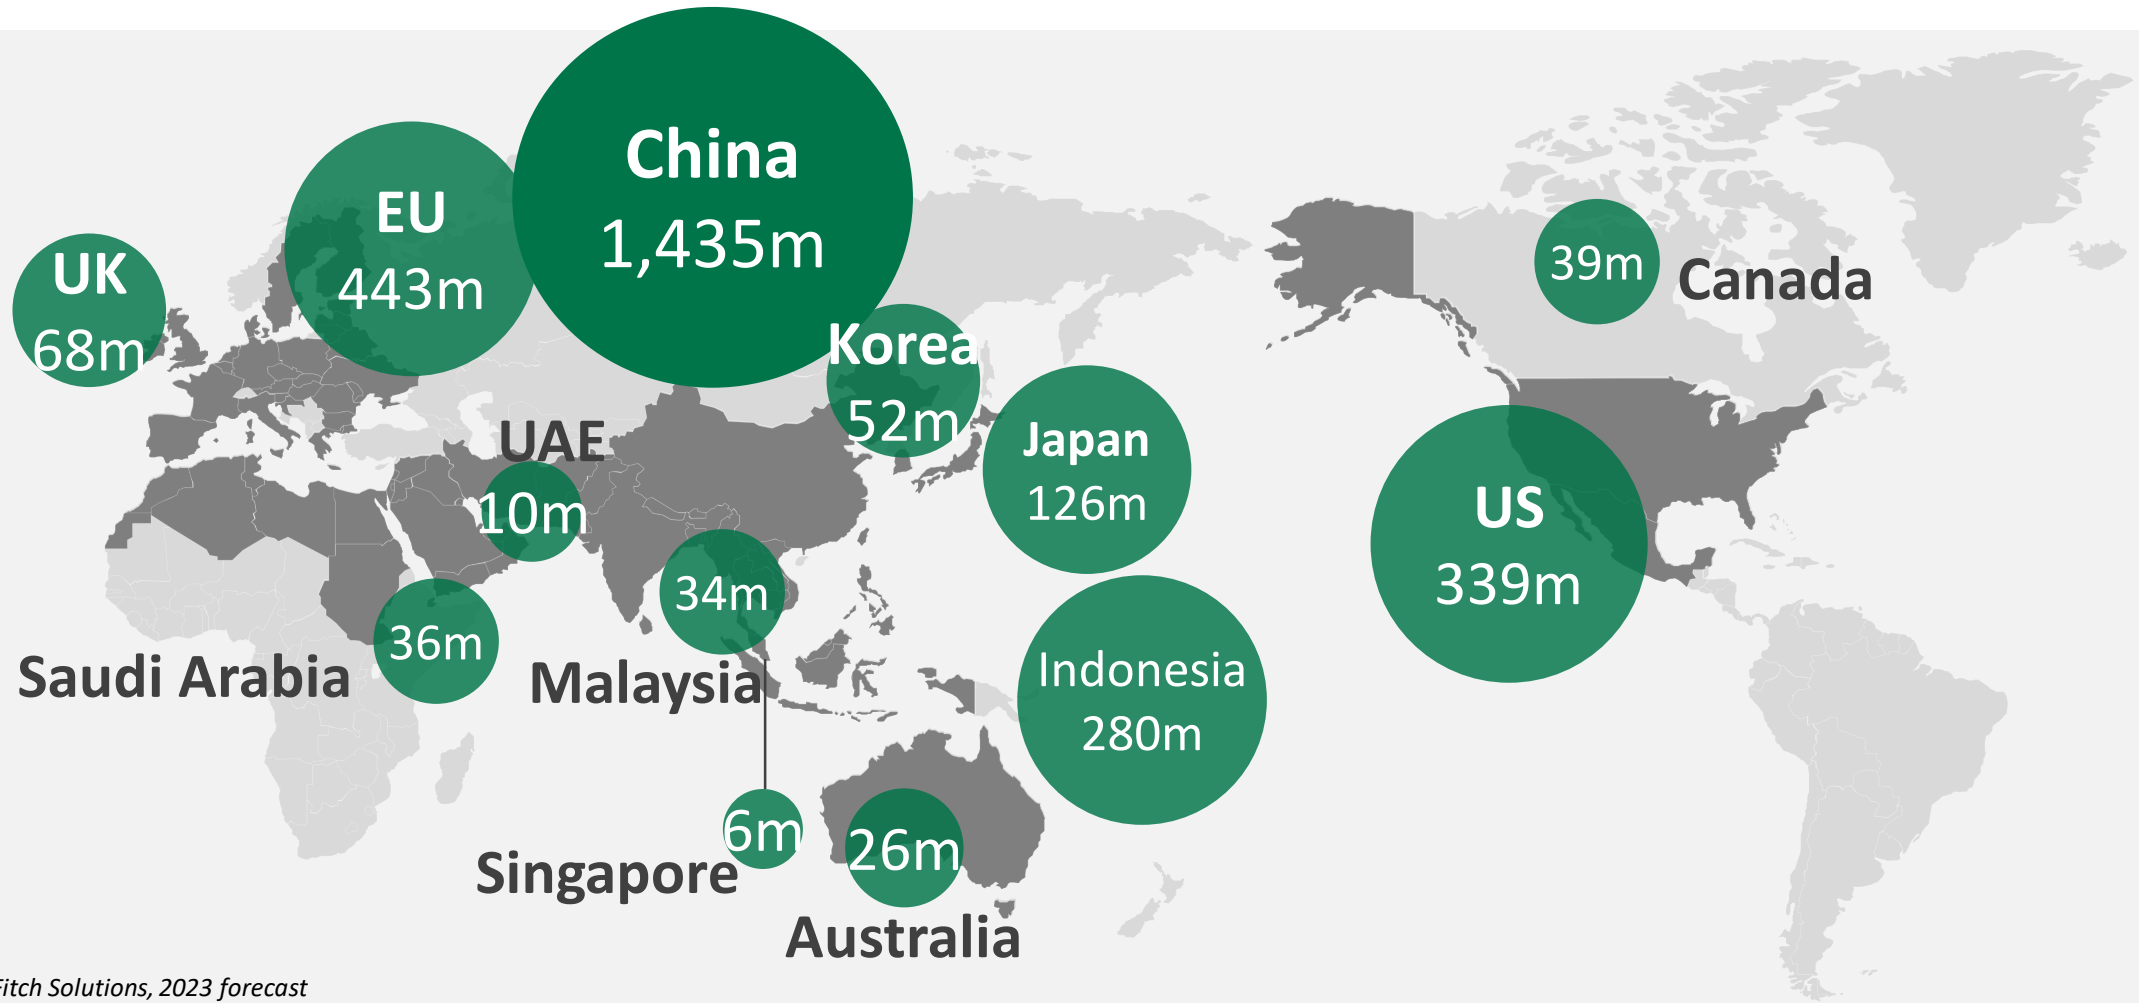 China
1,435m
EU
443m
UK
68m
39m
Canada
Korea
52m
UAE
10m
Japan
126m
US
339m
34m
Malaysia
36m
Saudi Arabia
Indonesia
280m
6m
Singapore
26m
Australia
Fitch Solutions, 2023 forecast